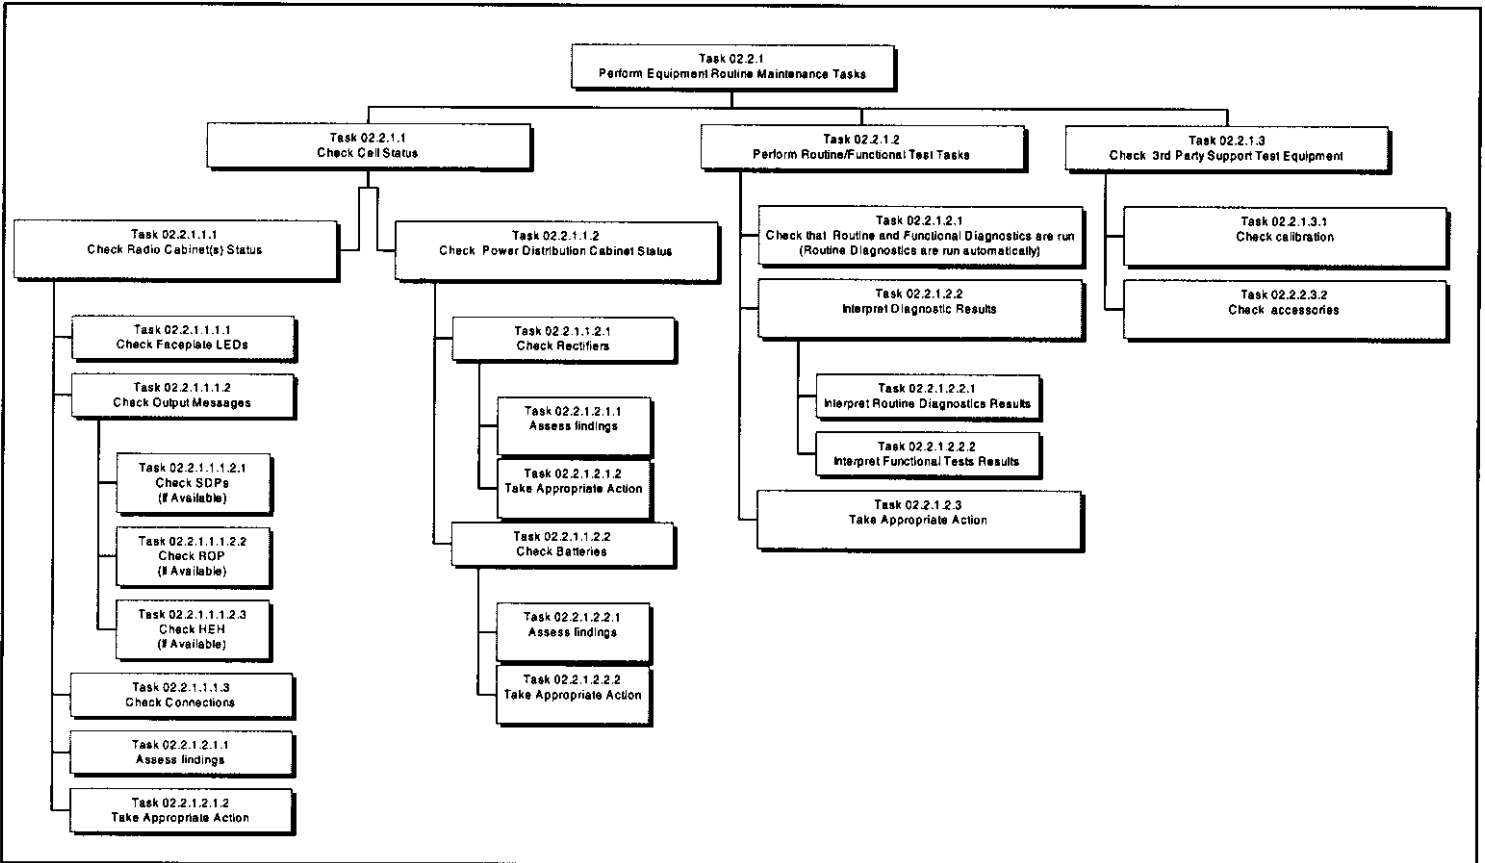 Task 02.2.1
Perform Equipment Routine Maintenance Tasks
Task 02.2.1.1
Check Cell Status
Task 02.2.1.1.1
Check Radio Cabinet(s) Status
Task 02.2.1.1.1.1
Check Faceplate LEDs
Task 02.2.1.1.1.2
Check Output Messages
Task 02.2.1.1.1.2.1
Check SDPs
(If Available)
Task 02.2.1.1.1.2.2
Check ROP
(If Available)
Task 02.2.1.1.1.2.3
Check HEH
(If Available)
Task 02.2.1.1.1.3
Check Connections
Task 02.2.1.2.1.1
Assess findings
Task 02.2.1.2.1.2
Take Appropriate Action
Task 02.2.1.1.2
Check Power Distribution Cabinet Status
Task 02.2.1.1.2.1
Check Rectifiers
Task 02.2.1.2.1.1
Assess findings
Task 02.2.1.2.1.2
Take Appropriate Action
Task 02.2.1.1.2.2
Check Batteries
Task 02.2.1.2.2.1
Assess findings
Task 02.2.1.2.2.2
Take Appropriate Action
Task 02.2.1.2
Perform Routine/Functional Test Tasks
Task 02.2.1.2.1
Check that Routine and Functional Diagnostics are run
(Routine Diagnostics are run automatically)
Task 02.2.1.2.2
Interpret Diagnostic Results
Task 02.2.1.2.2.1
Interpret Routine Diagnostics Results
Task 02.2.1.2.2.2
Interpret Functional Tests Results
Task 02.2.1.2.3
Take Appropriate Action
Task 02.2.1.3
Check 3rd Party Support Test Equipment
Task 02.2.1.3.1
Check calibration
Task 02.2.2.3.2
Check accessories